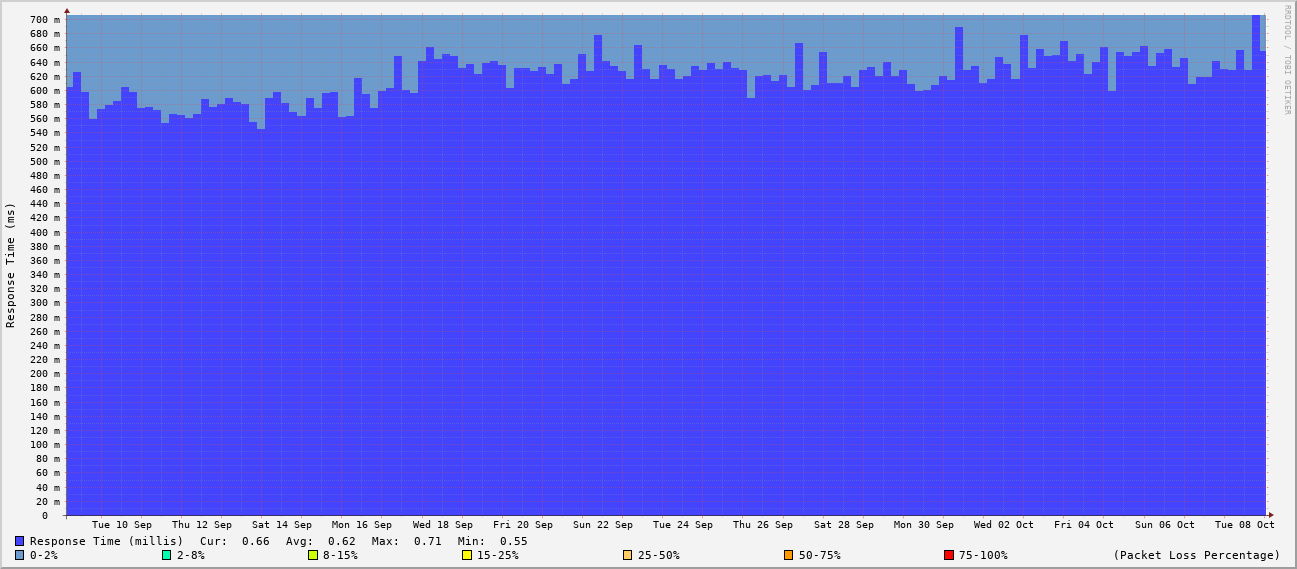 700 m
680 m
660 m
640 m
620 m
600 m
580 m
560 m
540 m
520 m
500 m
480 m
460 m
440 m
420 m
400 m
380 m
360 m
340 m
320 m
300 m
280 m
260 m
240 m
220 m
200 m
180 m
160 m
140 m
120 m
100 m
80 m
60 m
40 m
20 m
0
Response Time (ms)
RRDTOOL / TOBI OETIKER
Tue 10 Sep Thu 12 Sep Sat 14 Sep Mon 16 Sep Wed 18 Sep Fri 20 Sep Sun 22 Sep Tue 24 Sep Thu 26 Sep Sat 28 Sep Mon 30 Sep Wed 02 Oct Fri 04 Oct Sun 06 Oct Tue 08 Oct
Response Time (millis) Cur: 0.66 Avg: 0.62 Max: 0.71 Min: 0.55
0-2% 2-8% 8-15% 15-25% 25-50% 50-75% 75-100% (Packet Loss Percentage)